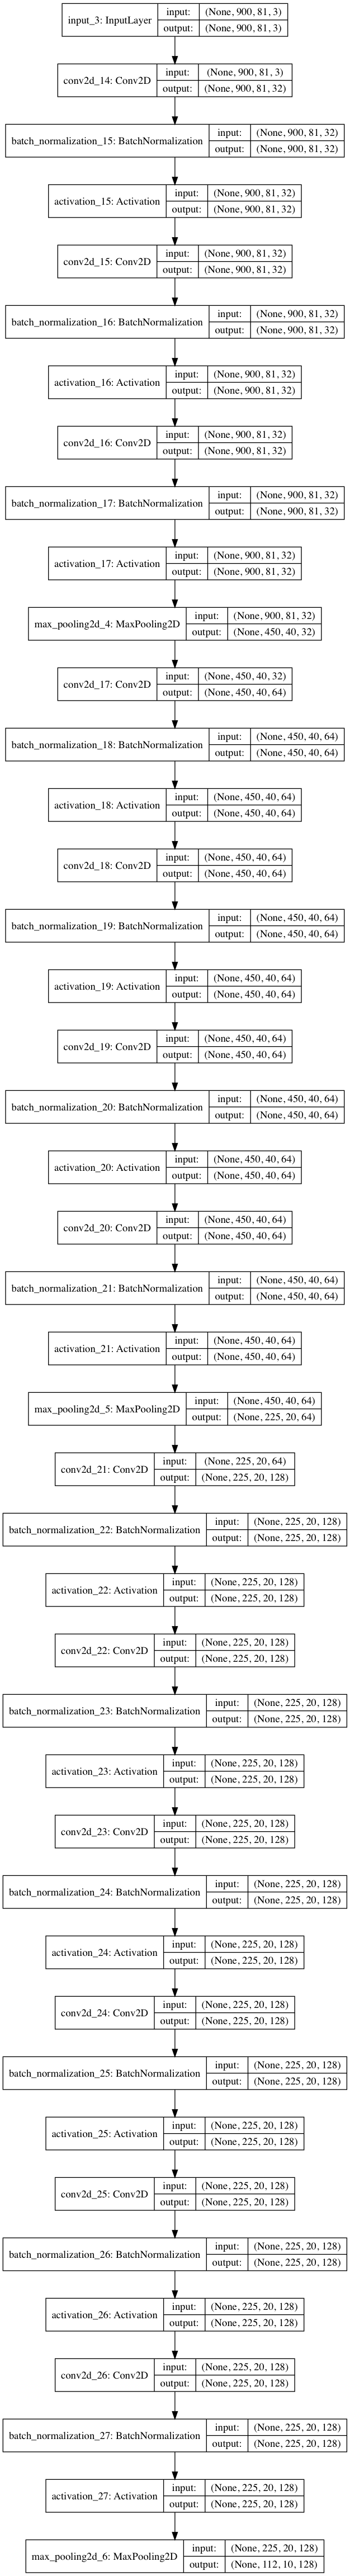 input_3: InputLayer
input: (None, 900, 81, 3)
output: (None, 900, 81, 3)
conv2d_14: Conv2D
input: (None, 900, 81, 3)
output: (None, 900, 81, 32)
batch_normalization_15: BatchNormalization
input: (None, 900, 81, 32)
output: (None, 900, 81, 32)
activation_15: Activation
input: (None, 900, 81, 32)
output: (None, 900, 81, 32)
conv2d_15: Conv2D
input: (None, 900, 81, 32)
output: (None, 900, 81, 32)
batch_normalization_16: BatchNormalization
input: (None, 900, 81, 32)
output: (None, 900, 81, 32)
activation_16: Activation
input: (None, 900, 81, 32)
output: (None, 900, 81, 32)
conv2d_16: Conv2D
input: (None, 900, 81, 32)
output: (None, 900, 81, 32)
batch_normalization_17: BatchNormalization
input: (None, 900, 81, 32)
output: (None, 900, 81, 32)
activation_17: Activation
input: (None, 900, 81, 32)
output: (None, 900, 81, 32)
max_pooling2d_4: MaxPooling2D
input: (None, 900, 81, 32)
output: (None, 450, 40, 32)
conv2d_17: Conv2D
input: (None, 450, 40, 32)
output: (None, 450, 40, 64)
batch_normalization_18: BatchNormalization
input: (None, 450, 40, 64)
output: (None, 450, 40, 64)
activation_18: Activation
input: (None, 450, 40, 64)
output: (None, 450, 40, 64)
conv2d_18: Conv2D
input: (None, 450, 40, 64)
output: (None, 450, 40, 64)
batch_normalization_19: BatchNormalization
input: (None, 450, 40, 64)
output: (None, 450, 40, 64)
activation_19: Activation
input: (None, 450, 40, 64)
output: (None, 450, 40, 64)
conv2d_19: Conv2D
input: (None, 450, 40, 64)
output: (None, 450, 40, 64)
batch_normalization_20: BatchNormalization
input: (None, 450, 40, 64)
output: (None, 450, 40, 64)
activation_20: Activation
input: (None, 450, 40, 64)
output: (None, 450, 40, 64)
conv2d_20: Conv2D
input: (None, 450, 40, 64)
output: (None, 450, 40, 64)
batch_normalization_21: BatchNormalization
input: (None, 450, 40, 64)
output: (None, 450, 40, 64)
activation_21: Activation
input: (None, 450, 40, 64)
output: (None, 450, 40, 64)
max_pooling2d_5: MaxPooling2D
input: (None, 450, 40, 64)
output: (None, 225, 20, 64)
conv2d_21: Conv2D
input: (None, 225, 20, 64)
output: (None, 225, 20, 128)
batch_normalization_22: BatchNormalization
input: (None, 225, 20, 128)
output: (None, 225, 20, 128)
activation_22: Activation
input: (None, 225, 20, 128)
output: (None, 225, 20, 128)
conv2d_22: Conv2D
input: (None, 225, 20, 128)
output: (None, 225, 20, 128)
batch_normalization_23: BatchNormalization
input: (None, 225, 20, 128)
output: (None, 225, 20, 128)
activation_23: Activation
input: (None, 225, 20, 128)
output: (None, 225, 20, 128)
conv2d_23: Conv2D
input: (None, 225, 20, 128)
output: (None, 225, 20, 128)
batch_normalization_24: BatchNormalization
input: (None, 225, 20, 128)
output: (None, 225, 20, 128)
activation_24: Activation
input: (None, 225, 20, 128)
output: (None, 225, 20, 128)
conv2d_24: Conv2D
input: (None, 225, 20, 128)
output: (None, 225, 20, 128)
batch_normalization_25: BatchNormalization
input: (None, 225, 20, 128)
output: (None, 225, 20, 128)
activation_25: Activation
input: (None, 225, 20, 128)
output: (None, 225, 20, 128)
conv2d_25: Conv2D
input: (None, 225, 20, 128)
output: (None, 225, 20, 128)
batch_normalization_26: BatchNormalization
input: (None, 225, 20, 128)
output: (None, 225, 20, 128)
activation_26: Activation
input: (None, 225, 20, 128)
output: (None, 225, 20, 128)
conv2d_26: Conv2D
input: (None, 225, 20, 128)
output: (None, 225, 20, 128)
batch_normalization_27: BatchNormalization
input: (None, 225, 20, 128)
output: (None, 225, 20, 128)
activation_27: Activation
input: (None, 225, 20, 128)
output: (None, 225, 20, 128)
max_pooling2d_6: MaxPooling2D
input: (None, 225, 20, 128)
output: (None, 112, 10, 128)